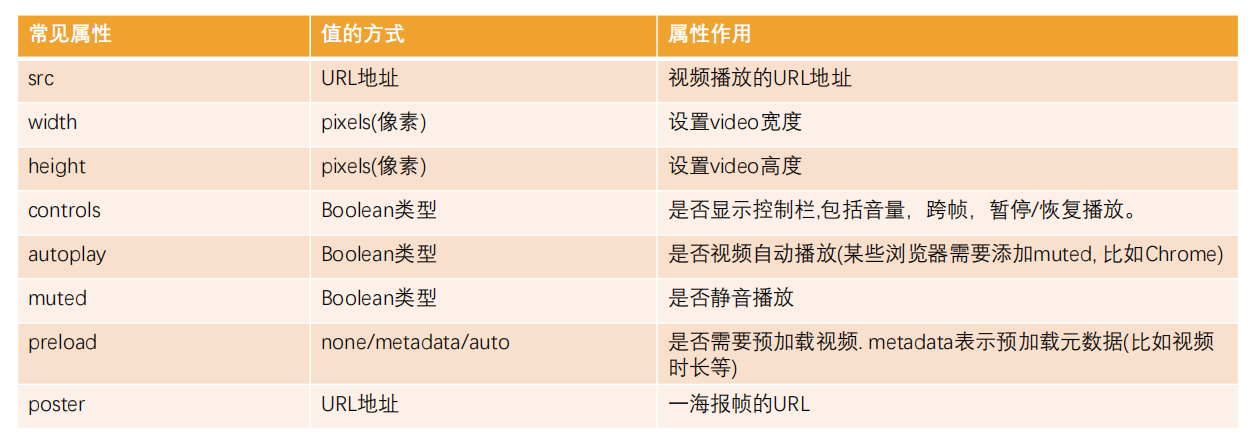 常见属性 值的方式 属性作用
src URL地址 视频播放的URL地址
width pixels(像素) 设置video宽度
height pixels(像素) 设置video高度
controls Boolean类型 是否显示控制栏,包括音量，跨帧，暂停/恢复播放。
autoplay Boolean类型 是否视频自动播放(某些浏览器需要添加muted, 比如Chrome)
muted Boolean类型 是否静音播放
preload none/metadata/auto 是否需要预加载视频. metadata表示预加载元数据(比如视频
时长等)
poster URL地址 一海报帧的URL